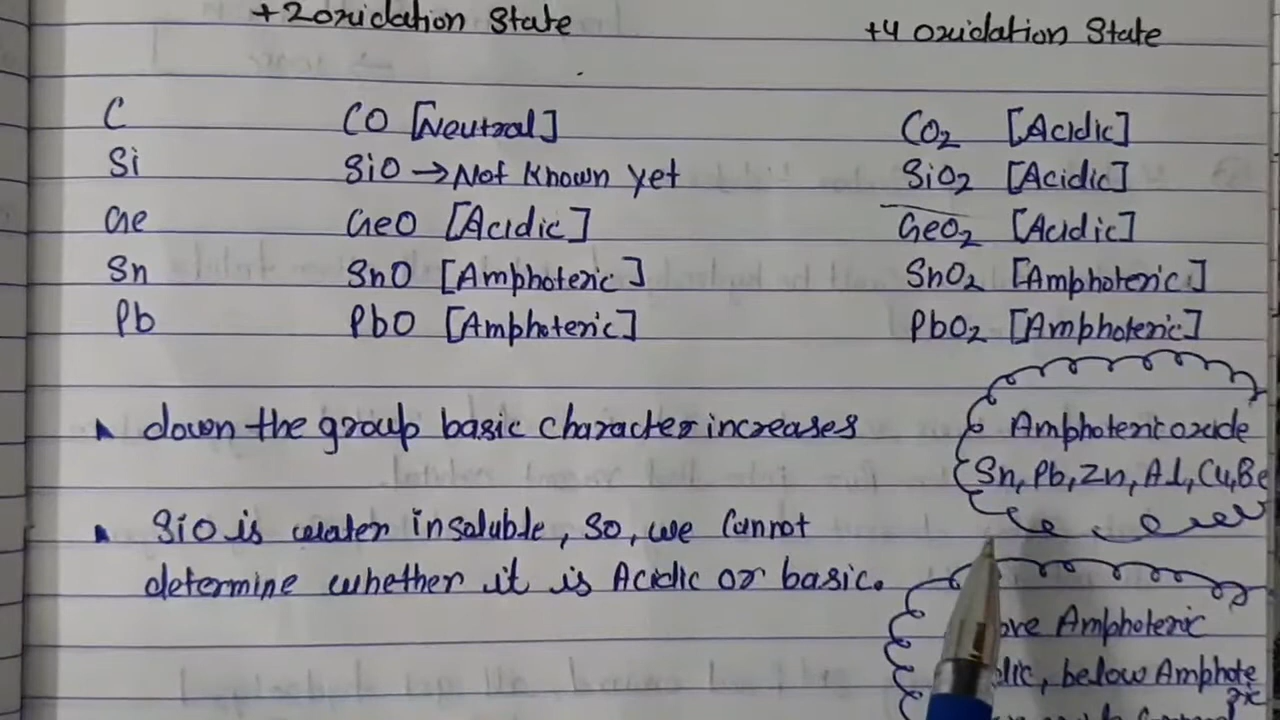 +2 oxidation State +4 Oxidation State
C CO [Neutral] CO2 [Acidic]
Si SiO → Not Known yet SiO2 [Acidic]
Ge GeO [Acidic] GeO2 [Acidic]
Sn SnO [Amphoteric] SnO2 [Amphoteric]
Pb PbO [Amphoteric] PbO2 [Amphoteric]
down the group basic character increases
Amphoteric oxide
Sn, Pb, Zn, Al, Cu, Be
SiO is water insoluble, So, we Cannot
determine whether it is Acidic or basic.
Amphoteric
below Amphote